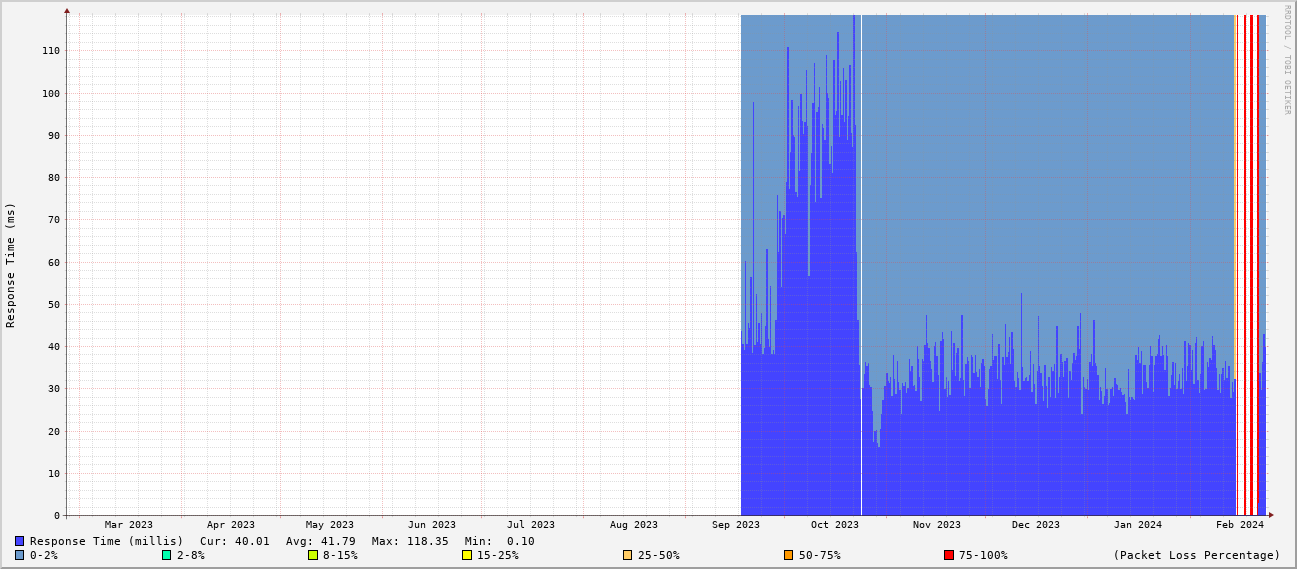 RRDTOOL / TOBI OETIKER
Response Time (ms)
110
100
90
80
70
60
50
40
30
20
10
0
Mar 2023 Apr 2023 May 2023 Jun 2023 Jul 2023 Aug 2023 Sep 2023 Oct 2023 Nov 2023 Dec 2023 Jan 2024 Feb 2024
Response Time (millis) Cur: 40.01 Avg: 41.79 Max: 118.35 Min: 0.10
0-2% 2-8% 8-15% 15-25% 25-50% 50-75% 75-100% (Packet Loss Percentage)